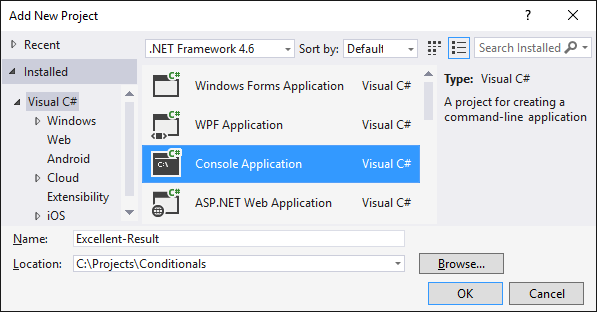 Add New Project
? ×
Recent
.NET Framework 4.6 Sort by: Default Search Installed
Installed
Visual C#
Windows
Web
Android
Cloud
Extensibility
iOS
C# Windows Forms Application Visual C#
C# WPF Application Visual C#
C# C:\ Console Application Visual C#
C# ASP.NET Web Application Visual C#
Type: Visual C#
A project for creating a
command-line application
Name: Excellent-Result
Location: C:\Projects\Conditionals Browse...
OK Cancel